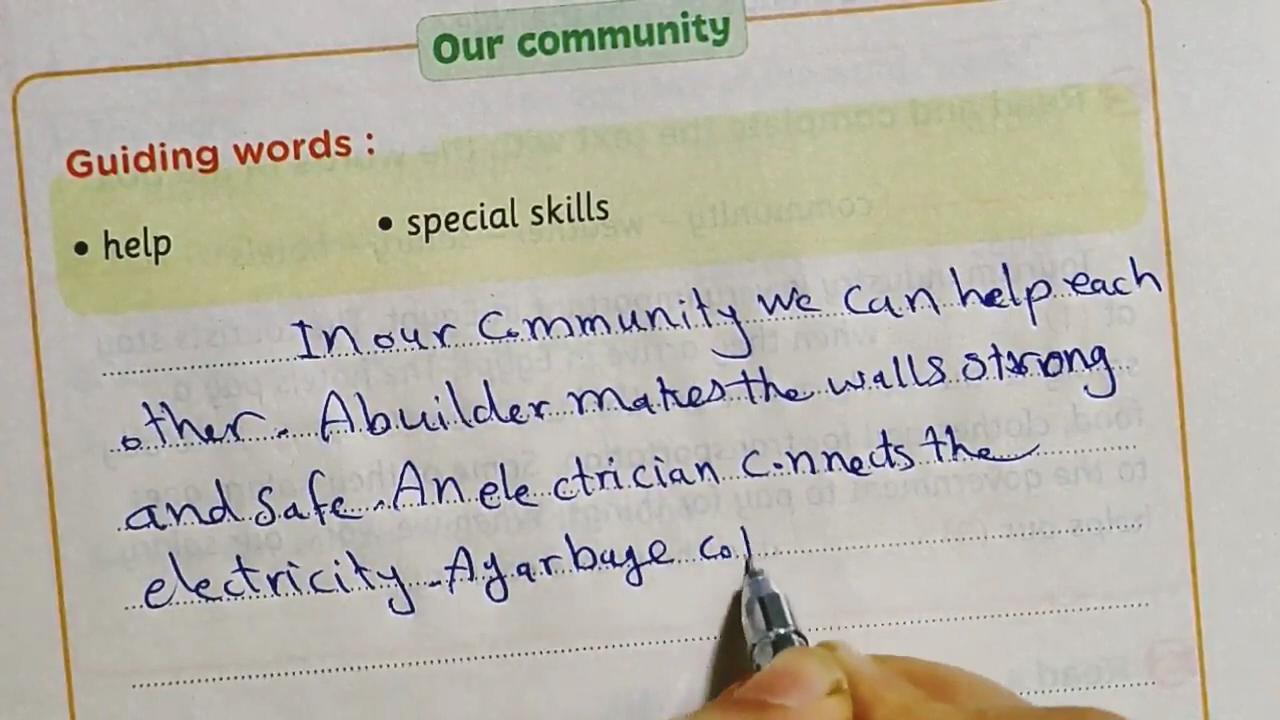 Our community
Guiding words :
• help • special skills
In our Community we can help each
other. A builder makes the walls strong
and safe. An electrician connects the
electricity. A garbage col